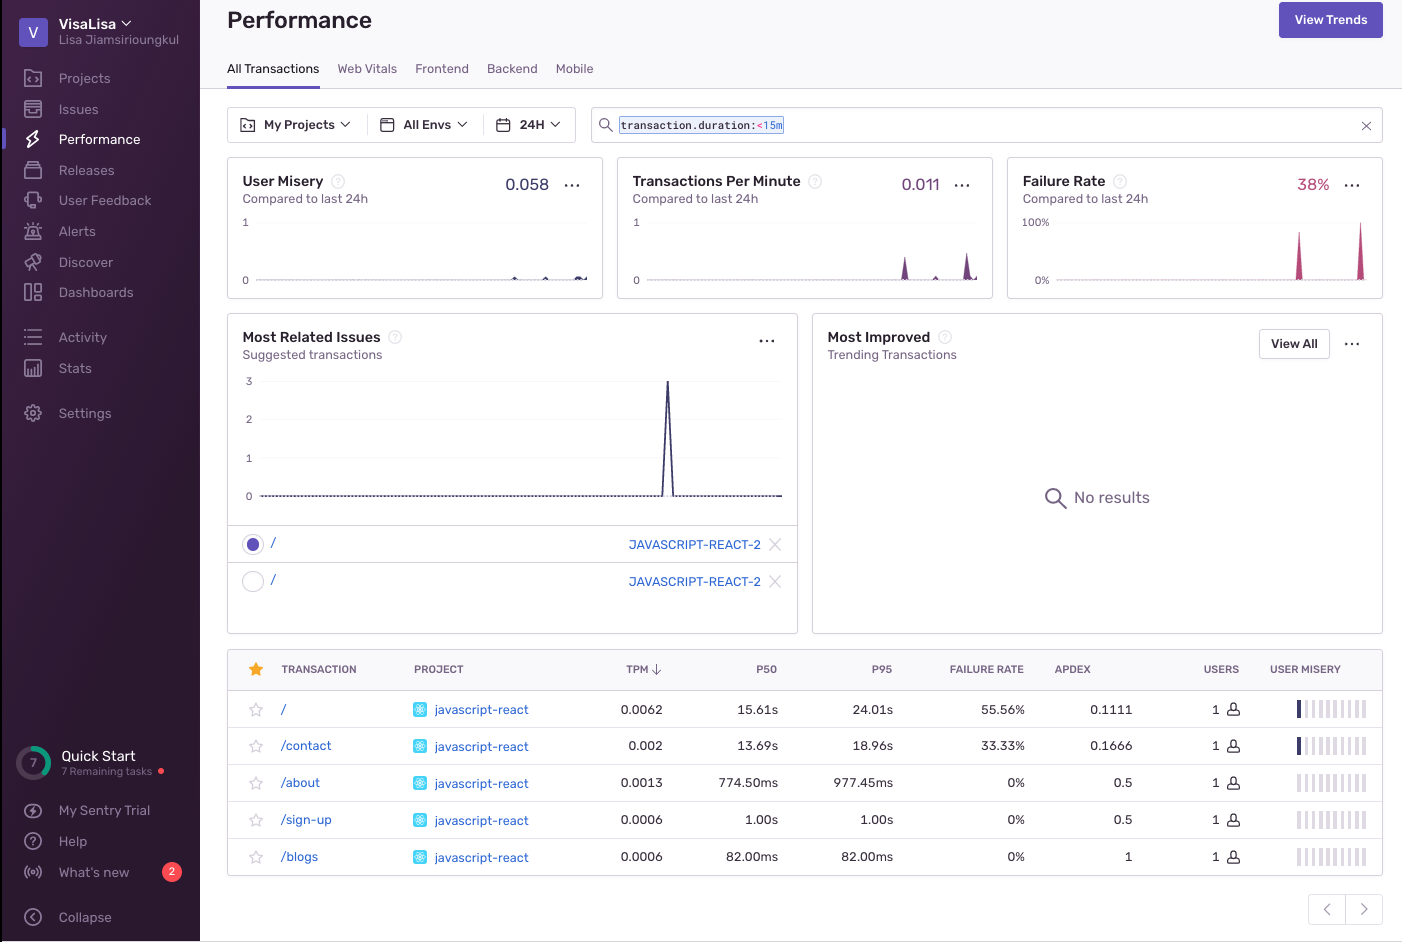 V
VisaLisa
Lisa Jiamsirioungkul
Projects
Issues
Performance
Releases
User Feedback
Alerts
Discover
Dashboards
Activity
Stats
Settings
7
Quick Start
7 Remaining tasks
My Sentry Trial
Help
What's new
2
Collapse
Performance
View Trends
All Transactions Web Vitals Frontend Backend Mobile
My Projects All Envs 24H
transaction.duration:<15m
User Misery ? 0.058 ...
Compared to last 24h
1
0
Transactions Per Minute ? 0.011 ...
Compared to last 24h
1
0
Failure Rate ? 38% ...
Compared to last 24h
100%
0%
Most Related Issues ? ...
Suggested transactions
3
2
1
0
/ JAVASCRIPT-REACT-2
/ JAVASCRIPT-REACT-2
Most Improved ? View All ...
Trending Transactions
No results
TRANSACTION PROJECT TPM P50 P95 FAILURE RATE APDEX USERS USER MISERY
/ javascript-react 0.0062 15.61s 24.01s 55.56% 0.1111 1
/contact javascript-react 0.002 13.69s 18.96s 33.33% 0.1666 1
/about javascript-react 0.0013 774.50ms 977.45ms 0% 0.5 1
/sign-up javascript-react 0.0006 1.00s 1.00s 0% 0.5 1
/blogs javascript-react 0.0006 82.00ms 82.00ms 0% 1 1